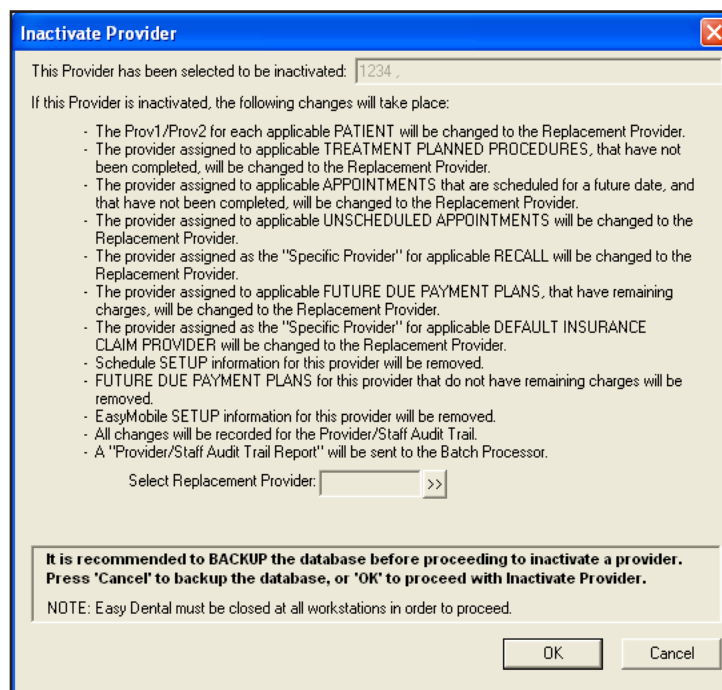 Inactivate Provider
This Provider has been selected to be inactivated: 1234 ,
If this Provider is inactivated, the following changes will take place:
- The Prov1/Prov2 for each applicable PATIENT will be changed to the Replacement Provider.
- The provider assigned to applicable TREATMENT PLANNED PROCEDURES, that have not
been completed, will be changed to the Replacement Provider.
- The provider assigned to applicable APPOINTMENTS that are scheduled for a future date, and
that have not been completed, will be changed to the Replacement Provider.
- The provider assigned to applicable UNSCHEDULED APPOINTMENTS will be changed to the
Replacement Provider.
- The provider assigned as the "Specific Provider" for applicable RECALL will be changed to the
Replacement Provider.
- The provider assigned to applicable FUTURE DUE PAYMENT PLANS, that have remaining
charges, will be changed to the Replacement Provider.
- The provider assigned as the "Specific Provider" for applicable DEFAULT INSURANCE
CLAIM PROVIDER will be changed to the Replacement Provider.
- Schedule SETUP information for this provider will be removed.
- FUTURE DUE PAYMENT PLANS for this provider that do not have remaining charges will be
removed.
- EasyMobile SETUP information for this provider will be removed.
- All changes will be recorded for the Provider/Staff Audit Trail.
- A "Provider/Staff Audit Trail Report" will be sent to the Batch Processor.
Select Replacement Provider: >>
It is recommended to BACKUP the database before proceeding to inactivate a provider.
Press 'Cancel' to backup the database, or 'OK' to proceed with Inactivate Provider.
NOTE: Easy Dental must be closed at all workstations in order to proceed.
OK Cancel